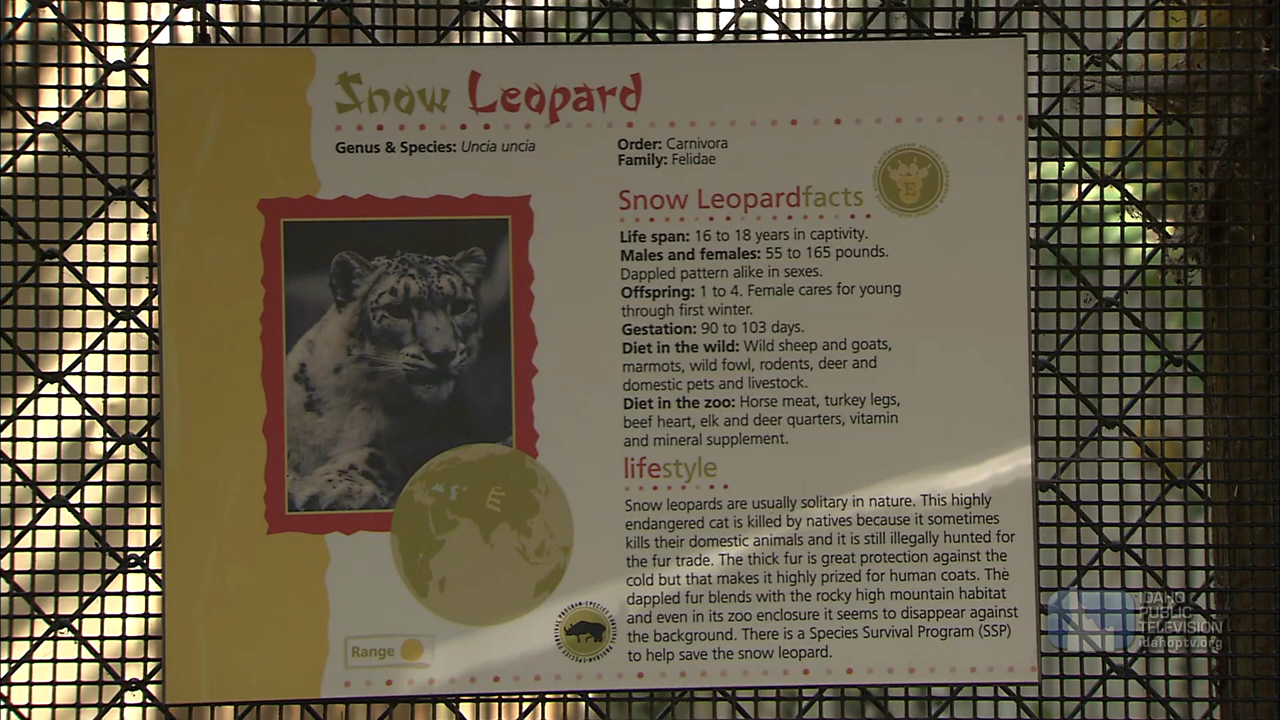 Snow Leopard
Genus & Species: Uncia uncia
Order: Carnivora
Family: Felidae
Snow Leopardfacts
E
Life span: 16 to 18 years in captivity.
Males and females: 55 to 165 pounds.
Dappled pattern alike in sexes.
Offspring: 1 to 4. Female cares for young
through first winter.
Gestation: 90 to 103 days.
Diet in the wild: Wild sheep and goats,
marmots, wild fowl, rodents, deer and
domestic pets and livestock.
Diet in the zoo: Horse meat, turkey legs,
beef heart, elk and deer quarters, vitamin
and mineral supplement.
lifestyle
Snow leopards are usually solitary in nature. This highly
endangered cat is killed by natives because it sometimes
kills their domestic animals and it is still illegally hunted for
the fur trade. The thick fur is great protection against the
cold but that makes it highly prized for human coats. The
dappled fur blends with the rocky high mountain habitat
and even in its zoo enclosure it seems to disappear against
the background. There is a Species Survival Program (SSP)
to help save the snow leopard.
Range
IDAHO
PUBLIC
TELEVISION
idahoptv.org